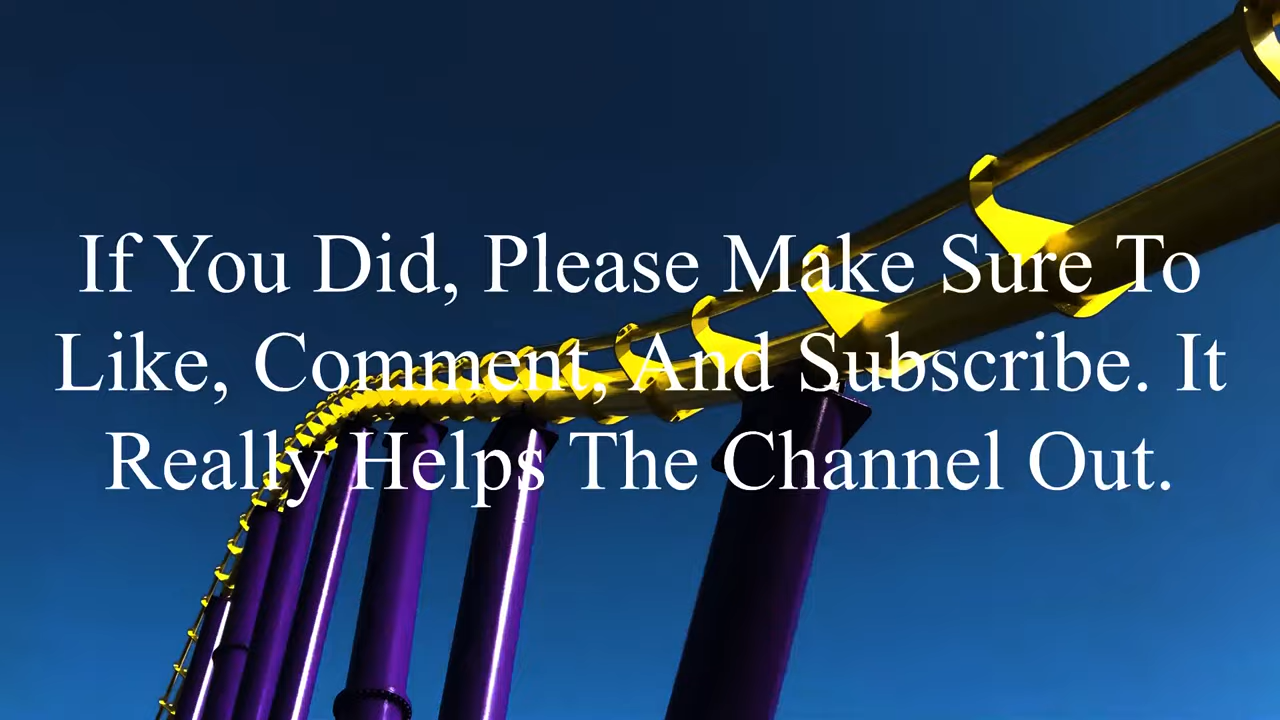 If You Did, Please Make Sure To
Like, Comment, And Subscribe. It
Really Helps The Channel Out.